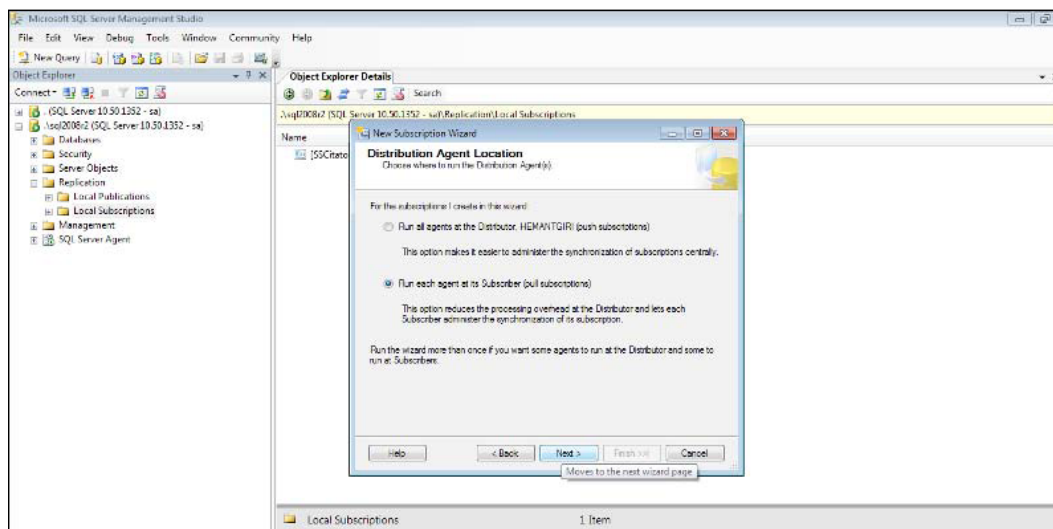 Microsoft SQL Server Management Studio
File Edit View Debug Tools Window Community Help
New Query
Object Explorer
Connect
. (SQL Server 10.50.1352 - sa)
.\sql2008r2 (SQL Server 10.50.1352 - sa)
Databases
Security
Server Objects
Replication
Local Publications
Local Subscriptions
Management
SQL Server Agent
Object Explorer Details
Search
.\sql2008r2 (SQL Server 10.50.1352 - sa)\Replication\Local Subscriptions
Name
[SSCitato
New Subscription Wizard
Distribution Agent Location
Choose where to run the Distribution Agent(s).
For the subscriptions I create in this wizard:
Run all agents at the Distributor, HEMANTGIRI (push subscriptions)
This option makes it easier to administer the synchronization of subscriptions centrally.
Run each agent at its Subscriber (pull subscriptions)
This option reduces the processing overhead at the Distributor and lets each
Subscriber administer the synchronization of its subscription.
Run the wizard more than once if you want some agents to run at the Distributor and some to
run at Subscribers.
Help < Back Next > Finish >>| Cancel
Moves to the next wizard page
Local Subscriptions 1 Item